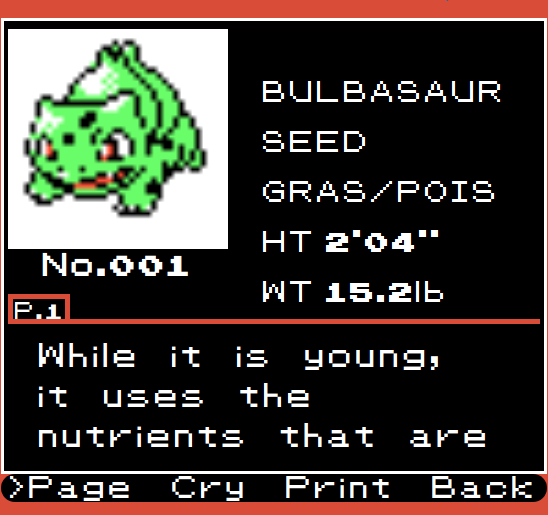 BULBASAUR
SEED
GRAS/POIS
HT 2'04"
No.001
WT 15.2lb
P.1
While it is young,
it uses the
nutrients that are
>Page Cry Print Back